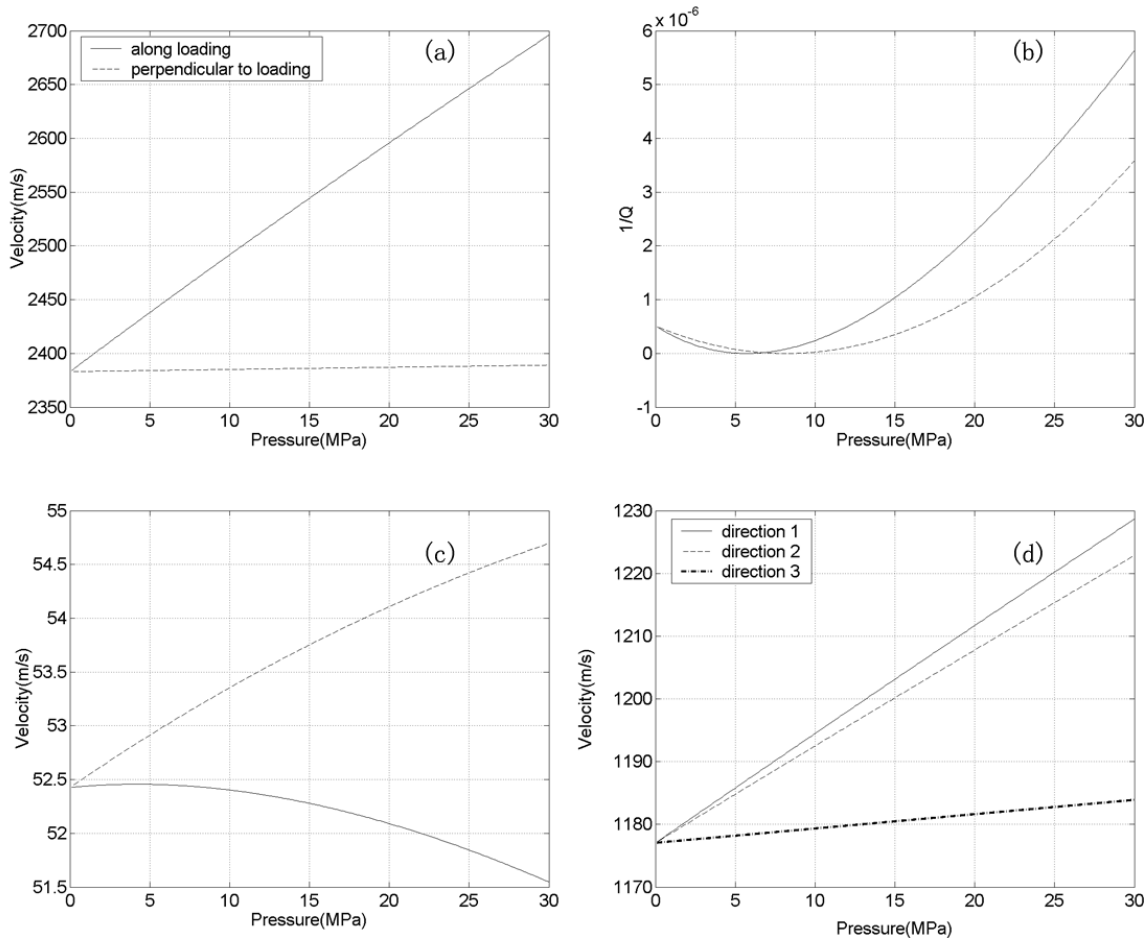 (a)
2700
2650
2600
2550
2500
2450
2400
2350
Velocity(m/s)
along loading
perpendicular to loading
0 5 10 15 20 25 30
Pressure(MPa)
(b)
x 10-6
6
5
4
3
2
1
0
-1
1/Q
0 5 10 15 20 25 30
Pressure(MPa)
(c)
55
54.5
54
53.5
53
52.5
52
51.5
Velocity(m/s)
0 5 10 15 20 25 30
Pressure(MPa)
(d)
1230
1220
1210
1200
1190
1180
1170
Velocity(m/s)
direction 1
direction 2
direction 3
0 5 10 15 20 25 30
Pressure(MPa)